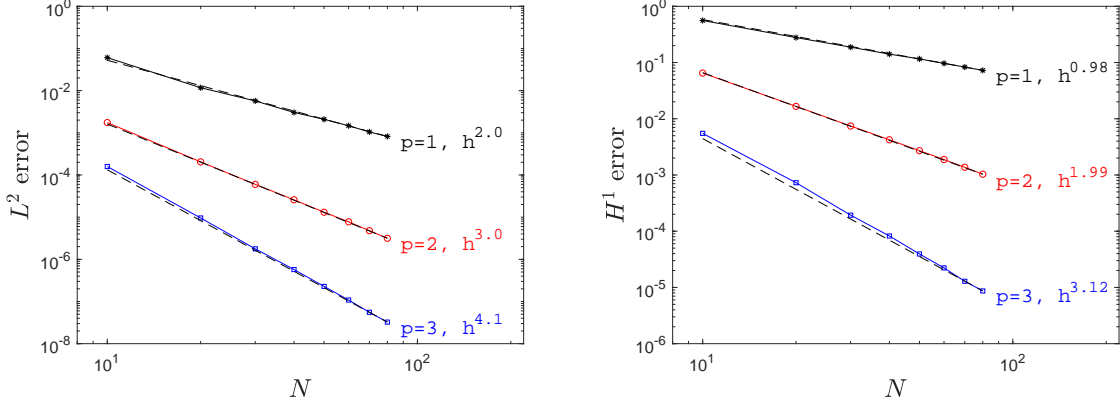 10^0
10^-2
10^-4
10^-6
10^-8
L^2 error
p=1, h^2.0
p=2, h^3.0
p=3, h^4.1
10^1
10^2
N
10^0
10^-1
10^-2
10^-3
10^-4
10^-5
10^-6
H^1 error
p=1, h^0.98
p=2, h^1.99
p=3, h^3.12
10^1
10^2
N